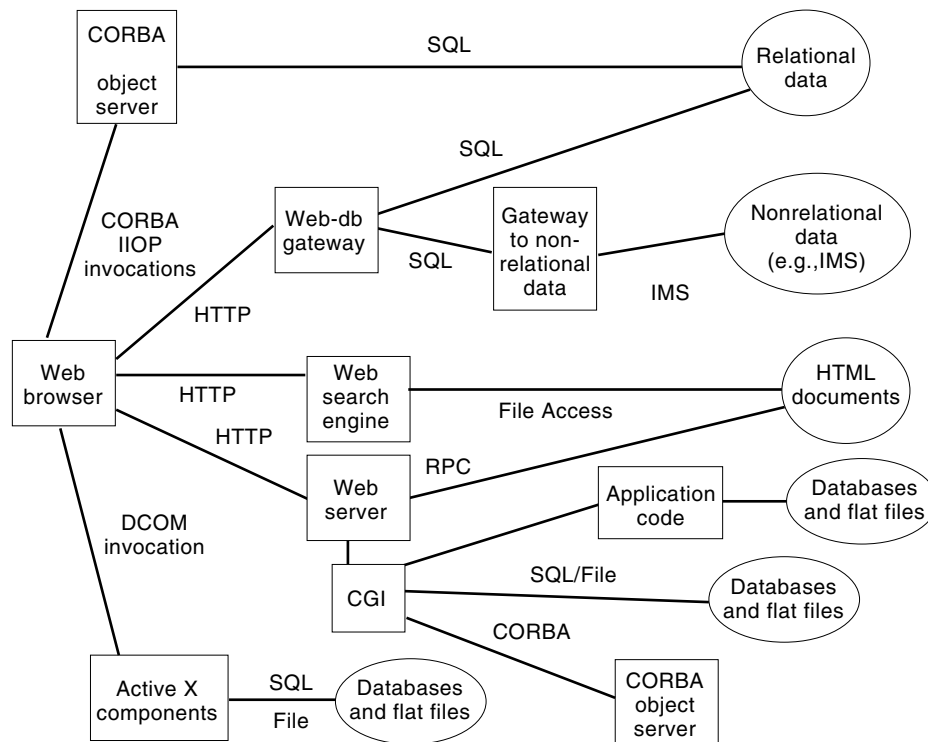 CORBA
object
server
SQL
Relational
data
SQL
CORBA
IIOP
invocations
Web-db
gateway
SQL
Gateway
to non-
relational
data
IMS
Nonrelational
data
(e.g.,IMS)
HTTP
Web
browser
HTTP
Web
search
engine
File Access
HTML
documents
HTTP
RPC
Web
server
Application
code
Databases
and flat files
DCOM
invocation
CGI
SQL/File
Databases
and flat files
CORBA
Active X
components
SQL
File
Databases
and flat files
CORBA
object
server